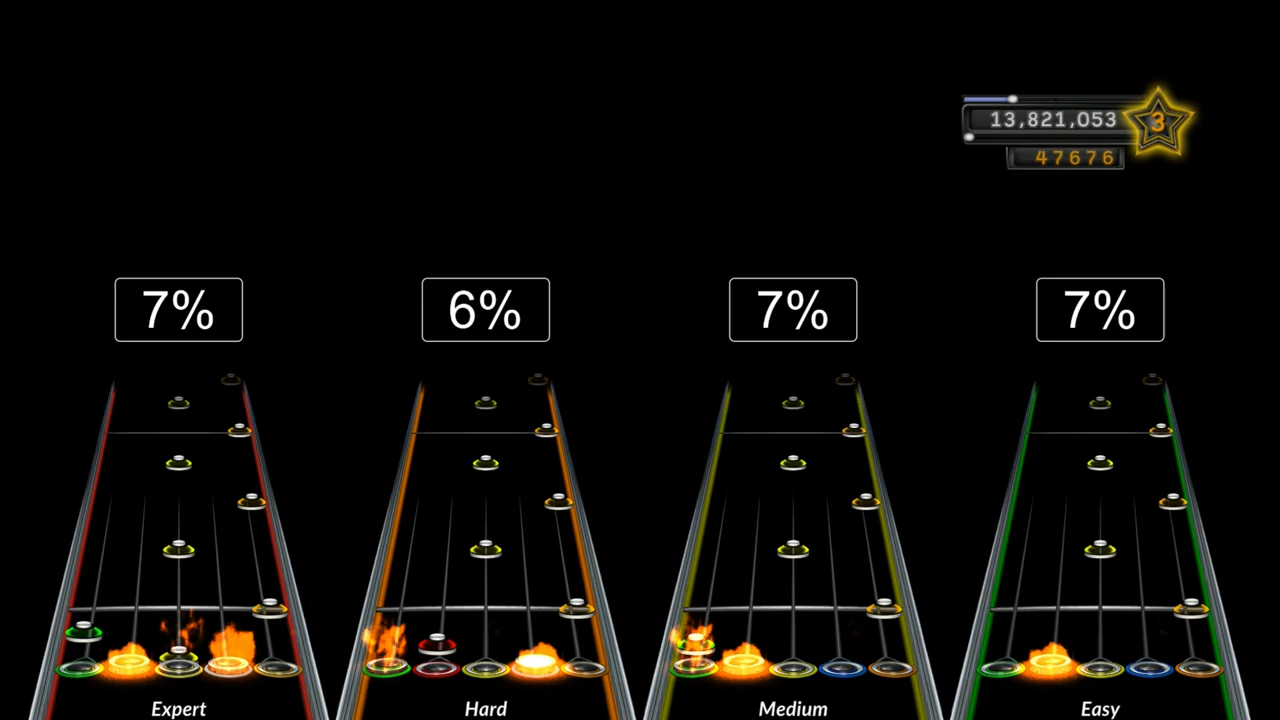 13,821,053
3
47676
7%
6%
7%
7%
Expert
Hard
Medium
Easy